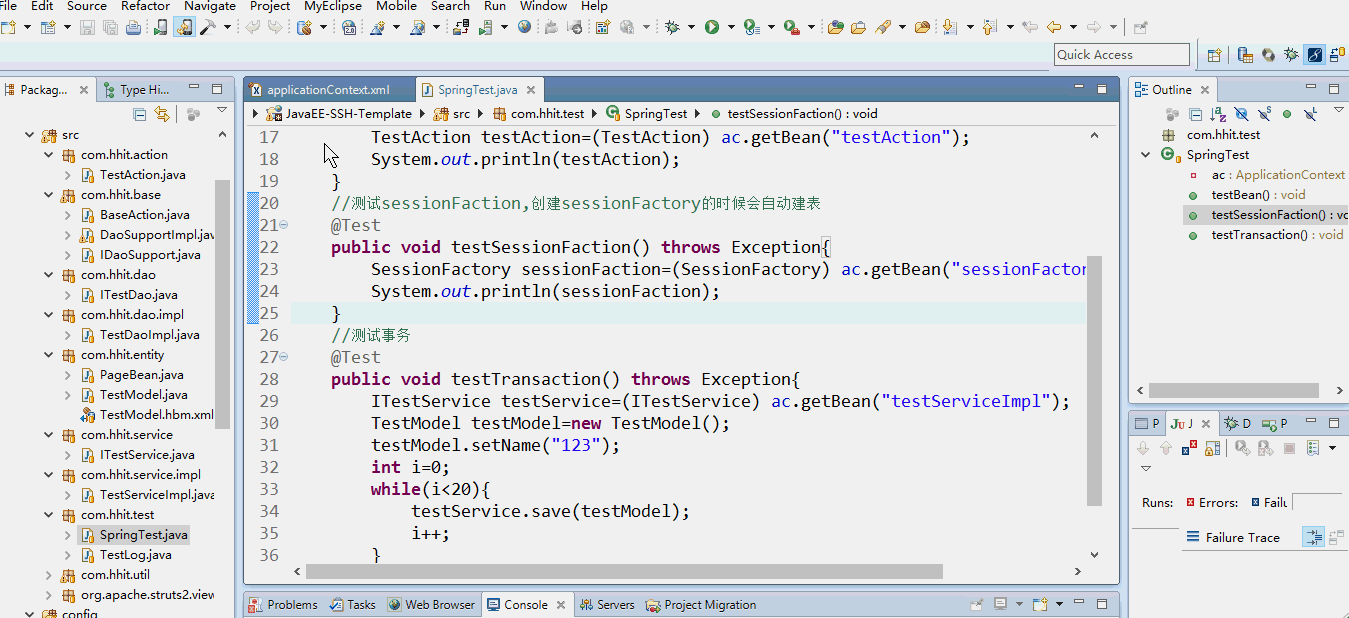 File Edit Source Refactor Navigate Project MyEclipse Mobile Search Run Window Help
Quick Access
Packag...
Type Hi...
src
com.hhit.action
TestAction.java
com.hhit.base
BaseAction.java
DaoSupportImpl.jav
IDaoSupport.java
com.hhit.dao
ITestDao.java
com.hhit.dao.impl
TestDaoImpl.java
com.hhit.entity
PageBean.java
TestModel.java
TestModel.hbm.xml
com.hhit.service
ITestService.java
com.hhit.service.impl
TestServiceImpl.java
com.hhit.test
SpringTest.java
TestLog.java
com.hhit.util
org.apache.struts2.view
config
applicationContext.xml
SpringTest.java
JavaEE-SSH-Template src com.hhit.test SpringTest testSessionFaction() : void
17 TestAction testAction=(TestAction) ac.getBean("testAction");
18 System.out.println(testAction);
19 }
20 //测试sessionFaction,创建sessionFactory的时候会自动建表
21 @Test
22 public void testSessionFaction() throws Exception{
23 SessionFactory sessionFaction=(SessionFactory) ac.getBean("sessionFactor
24 System.out.println(sessionFaction);
25 }
26 //测试事务
27 @Test
28 public void testTransaction() throws Exception{
29 ITestService testService=(ITestService) ac.getBean("testServiceImpl");
30 TestModel testModel=new TestModel();
31 testModel.setName("123");
32 int i=0;
33 while(i<20){
34 testService.save(testModel);
35 i++;
36 }
Problems Tasks Web Browser Console Servers Project Migration
Outline
com.hhit.test
SpringTest
ac : ApplicationContext
testBean() : void
testSessionFaction() : vo
testTransaction() : void
P Ju J D P
Runs: Errors: Failu
Failure Trace